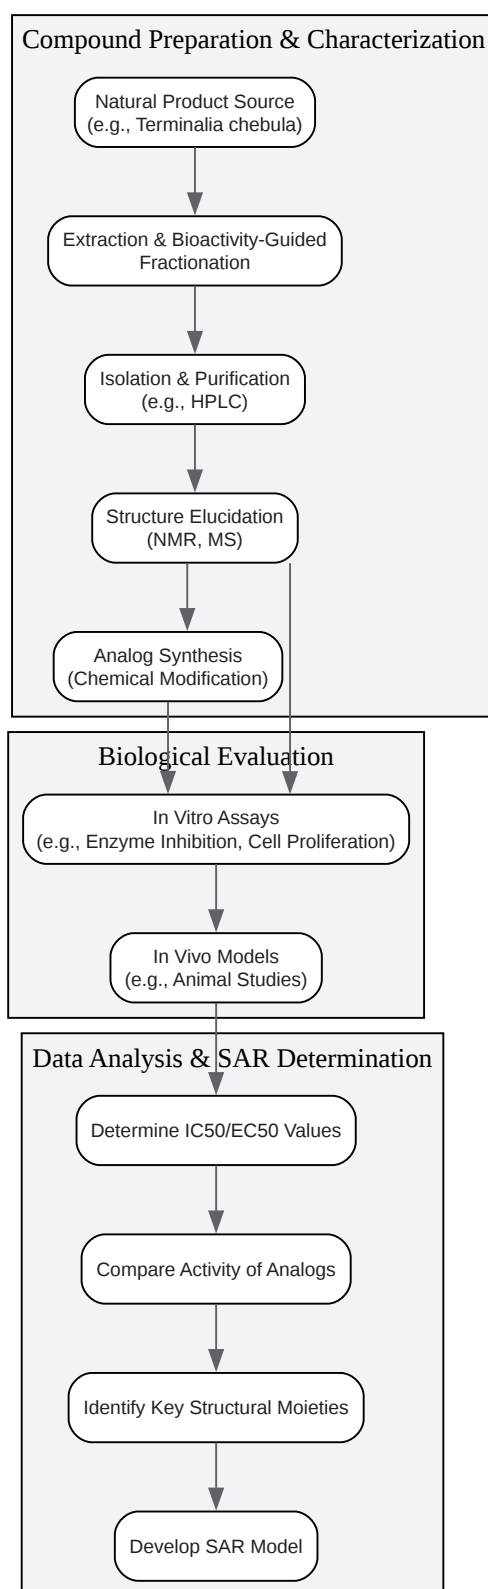 Compound Preparation & Characterization
Natural Product Source
(e.g., Terminalia chebula)
Extraction & Bioactivity-Guided
Fractionation
Isolation & Purification
(e.g., HPLC)
Structure Elucidation
(NMR, MS)
Analog Synthesis
(Chemical Modification)
Biological Evaluation
In Vitro Assays
(e.g., Enzyme Inhibition, Cell Proliferation)
In Vivo Models
(e.g., Animal Studies)
Data Analysis & SAR Determination
Determine IC50/EC50 Values
Compare Activity of Analogs
Identify Key Structural Moieties
Develop SAR Model